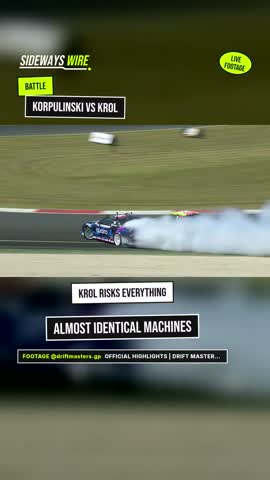 SIDEWAYS WIRE.
LIVE
FOOTAGE
BATTLE
KORPULINSKI VS KROL
KROL RISKS EVERYTHING
ALMOST IDENTICAL MACHINES
FOOTAGE @driftmasters.gp OFFICIAL HIGHLIGHTS | DRIFT MASTER...